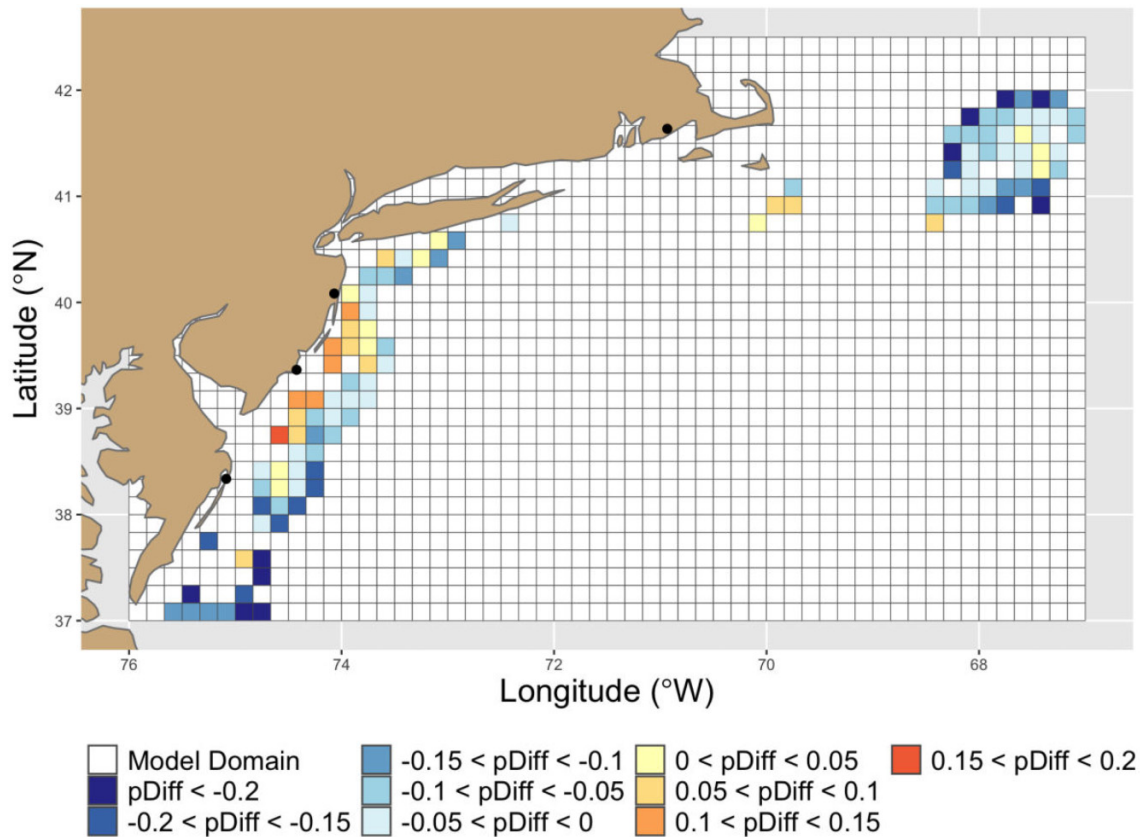 42
41
40
39
38
37
Latitude (°N)
76
74
72
70
68
Longitude (°W)
Model Domain
pDiff < -0.2
-0.2 < pDiff < -0.15
-0.15 < pDiff < -0.1
-0.1 < pDiff < -0.05
-0.05 < pDiff < 0
0 < pDiff < 0.05
0.05 < pDiff < 0.1
0.1 < pDiff < 0.15
0.15 < pDiff < 0.2